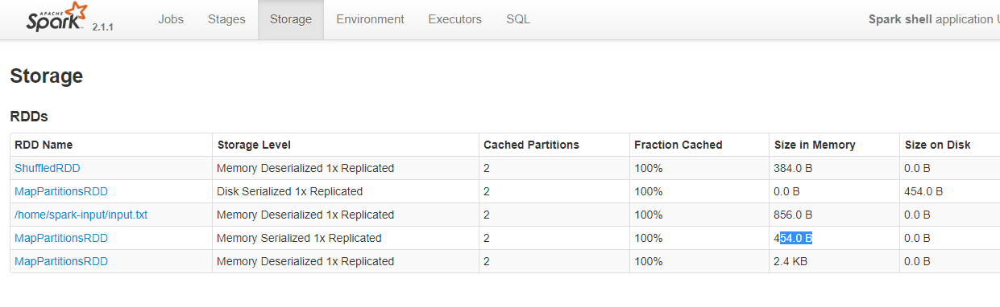 APACHE
Spark 2.1.1 Jobs Stages Storage Environment Executors SQL Spark shell application U
Storage
RDDs
RDD Name Storage Level Cached Partitions Fraction Cached Size in Memory Size on Disk
ShuffledRDD Memory Deserialized 1x Replicated 2 100% 384.0 B 0.0 B
MapPartitionsRDD Disk Serialized 1x Replicated 2 100% 0.0 B 454.0 B
/home/spark-input/input.txt Memory Deserialized 1x Replicated 2 100% 856.0 B 0.0 B
MapPartitionsRDD Memory Serialized 1x Replicated 2 100% 454.0 B 0.0 B
MapPartitionsRDD Memory Deserialized 1x Replicated 2 100% 2.4 KB 0.0 B